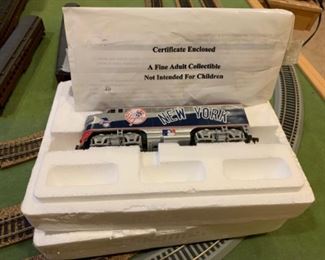 Certificate Enclosed
A Fine Adult Collectible
Not Intended For Children
NEW YORK